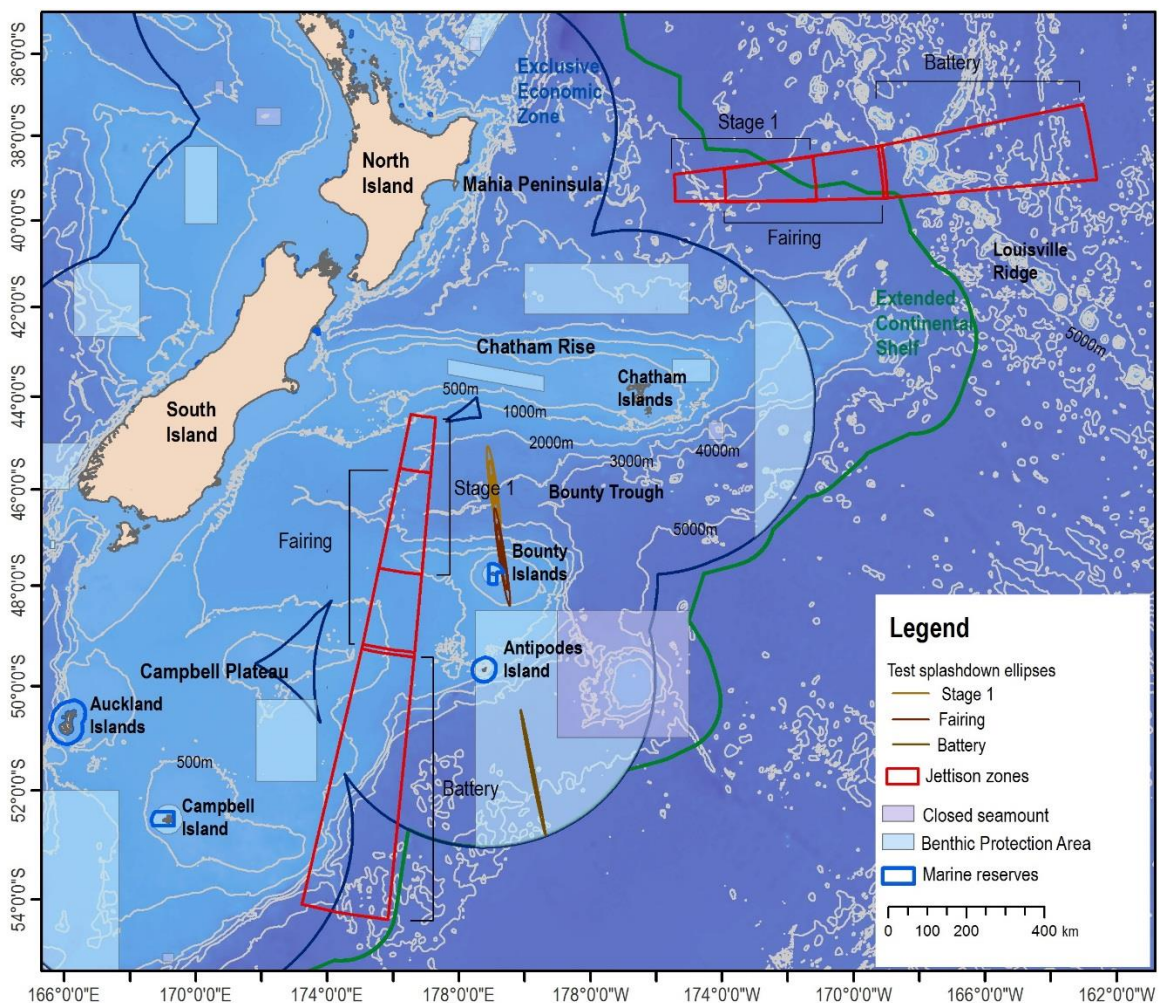 36°0'0"S
38°0'0"S
40°0'0"S
42°0'0"S
44°0'0"S
46°0'0"S
48°0'0"S
50°0'0"S
52°0'0"S
54°0'0"S
Exclusive
Economic
Zone
Battery
Stage 1
North
Island
Mahia Peninsula
Fairing
Louisville
Ridge
Extended
Continental
Shelf
5000m
Chatham Rise
Chatham
Islands
South
Island
500m
1000m
2000m
3000m
4000m
Stage 1
Bounty Trough
5000m
Fairing
Bounty
Islands
Antipodes
Island
Campbell Plateau
Auckland
Islands
500m
Battery
Campbell
Island
Legend
Test splashdown ellipses
Stage 1
Fairing
Battery
Jettison zones
Closed seamount
Benthic Protection Area
Marine reserves
0 100 200 400 km
166°0'0"E 170°0'0"E 174°0'0"E 178°0'0"E 178°0'0"W 174°0'0"W 170°0'0"W 166°0'0"W 162°0'0"W